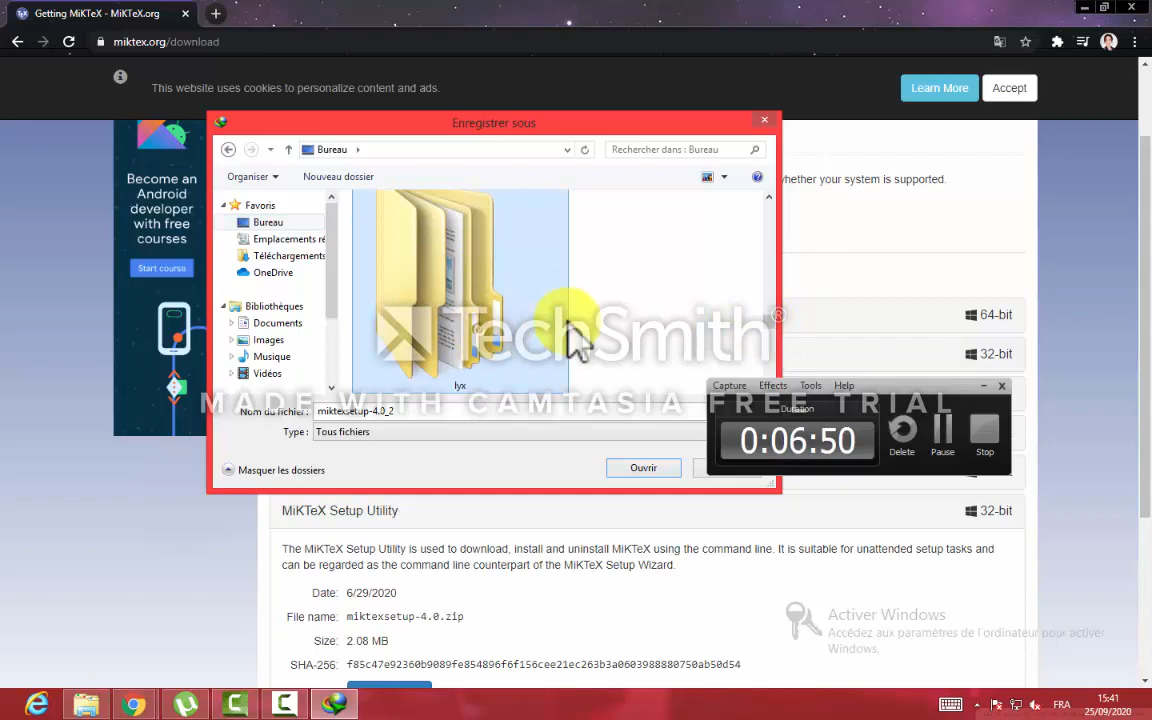 Getting MiKTeX - MiKTeX.org
miktex.org/download
This website uses cookies to personalize content and ads.
Learn More
Accept
Become an
Android
developer
with free
courses
Start course
whether your system is supported.
Enregistrer sous
Bureau
Rechercher dans : Bureau
Organiser
Nouveau dossier
Favoris
Bureau
Emplacements ré
Téléchargements
OneDrive
Bibliothèques
Documents
Images
Musique
Vidéos
lyx
TechSmith®
MADE WITH CAMTASIA FREE TRIAL
Nom du fichier : miktexsetup-4.0_2
Type : Tous fichiers
Masquer les dossiers
Ouvrir
64-bit
32-bit
Capture Effects Tools Help
Duration
0:06:50
Delete Pause Stop
MiKTeX Setup Utility
32-bit
The MiKTeX Setup Utility is used to download, install and uninstall MiKTeX using the command line. It is suitable for unattended setup tasks and
can be regarded as the command line counterpart of the MiKTeX Setup Wizard.
Date: 6/29/2020
File name: miktexsetup-4.0.zip
Size: 2.08 MB
SHA-256: f85c47e92360b9089fe854896f6f156cee21ec263b3a0603988880750ab50d54
Activer Windows
Accédez aux paramètres de l'ordinateur pour activer
Windows.
FRA
15:41
25/09/2020